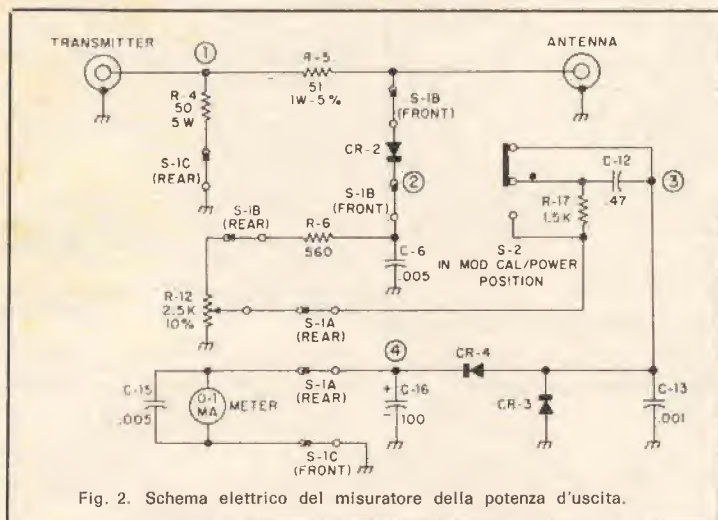 TRANSMITTER
1
R-5
51
1W-5%
ANTENNA
R-4
50
5W
S-1B
(FRONT)
CR-2
2
S-1B
(FRONT)
S-1C
(REAR)
S-1B
(REAR)
R-6
560
C-6
.005
C-12
.47
3
R-17
1.5K
S-2
IN MOD CAL/POWER
POSITION
R-12
2.5K
10%
S-1A
(REAR)
4
CR-4
C-15
.005
0-1
MA
METER
S-1A
(REAR)
+
C-16
100
CR-3
C-13
.001
S-1C
(FRONT)
Fig. 2. Schema elettrico del misuratore della potenza d'uscita.